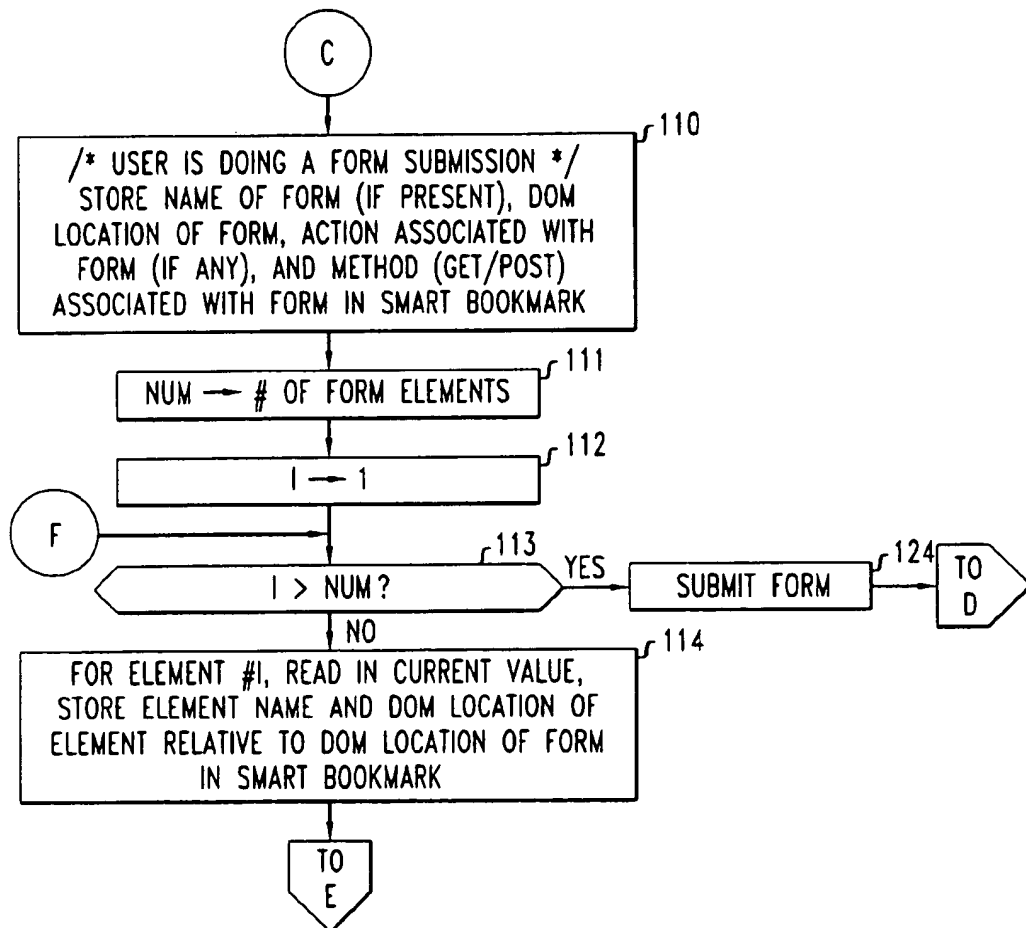 C
110
/* USER IS DOING A FORM SUBMISSION */
STORE NAME OF FORM (IF PRESENT), DOM
LOCATION OF FORM, ACTION ASSOCIATED WITH
FORM (IF ANY), AND METHOD (GET/POST)
ASSOCIATED WITH FORM IN SMART BOOKMARK
111
NUM → # OF FORM ELEMENTS
112
I → 1
F
113
I > NUM?
YES
124
SUBMIT FORM
TO
D
NO
114
FOR ELEMENT #I, READ IN CURRENT VALUE,
STORE ELEMENT NAME AND DOM LOCATION OF
ELEMENT RELATIVE TO DOM LOCATION OF FORM
IN SMART BOOKMARK
TO
E